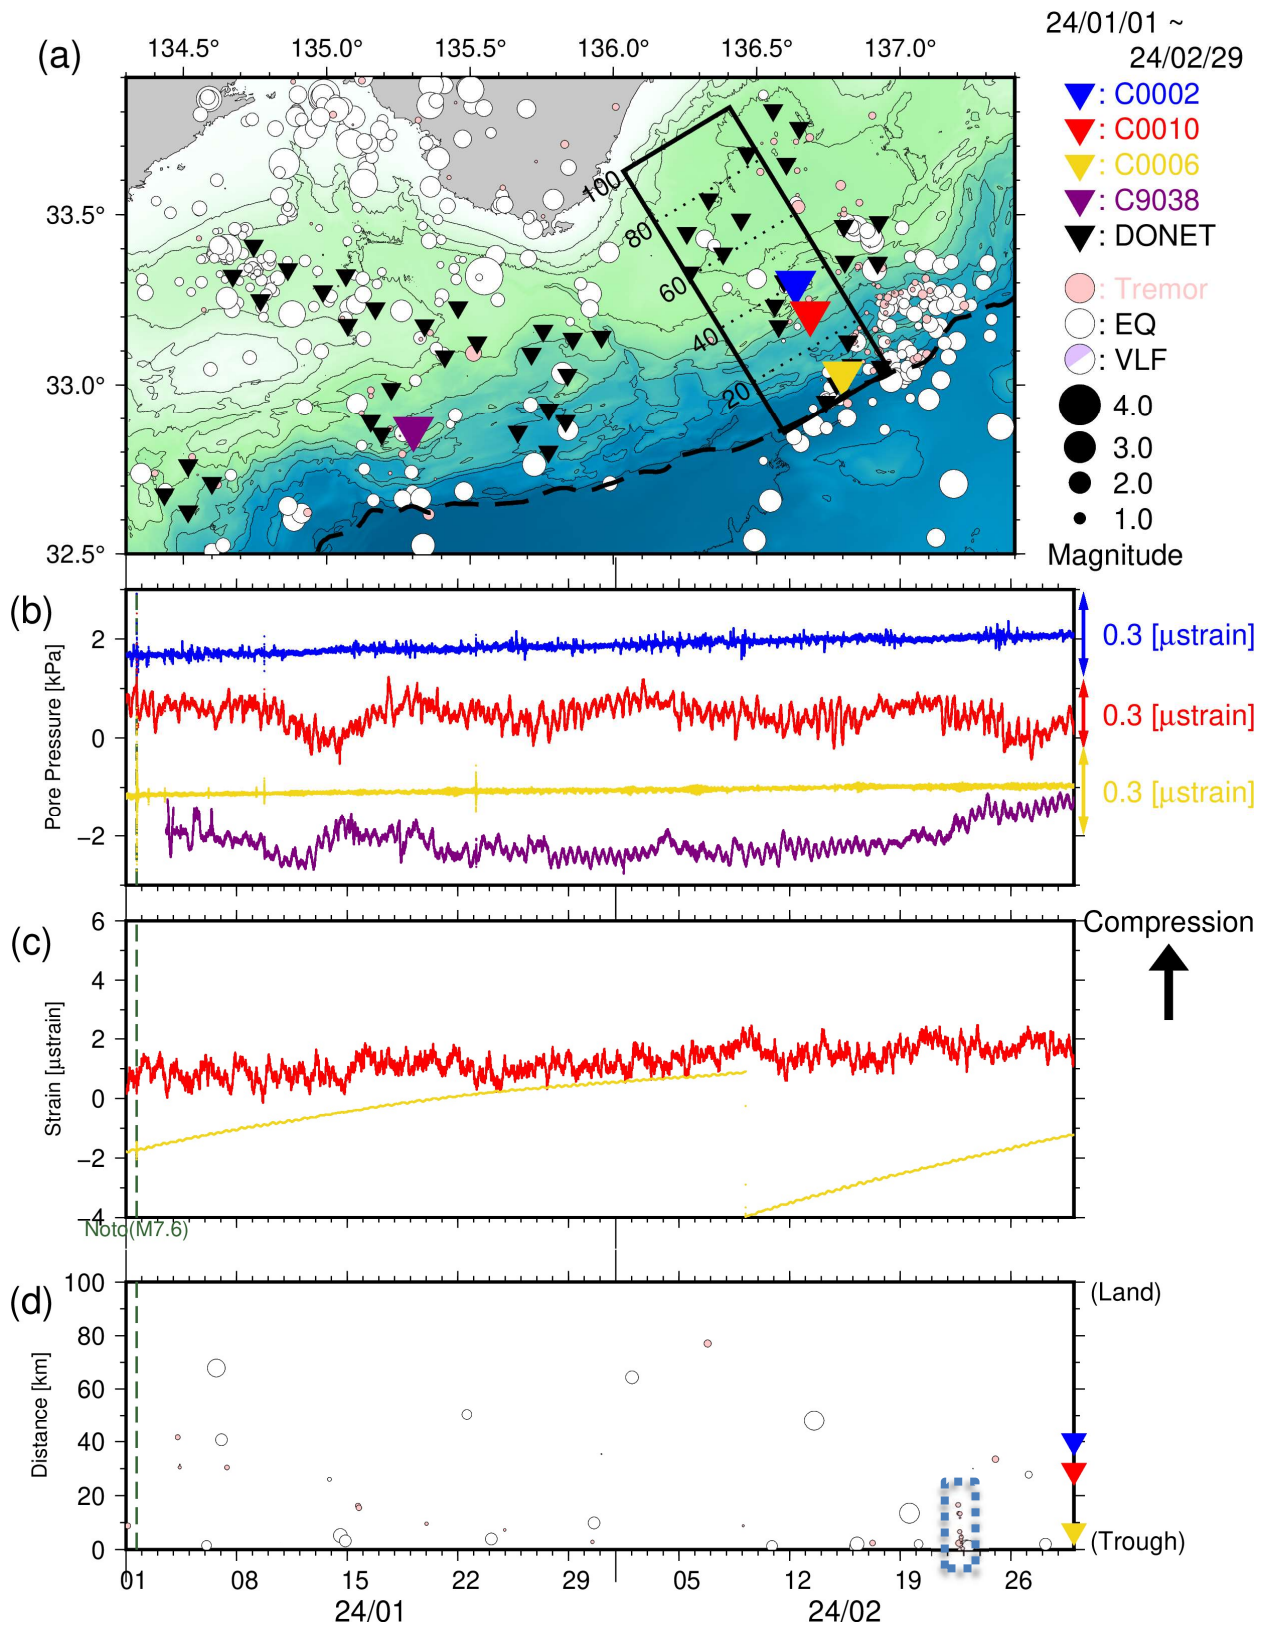 (a)
134.5° 135.0° 135.5° 136.0° 136.5° 137.0°
33.5°
33.0°
32.5°
100
80
60
40
20
24/01/01 ~
24/02/29
: C0002
: C0010
: C0006
: C9038
: DONET
: Tremor
: EQ
: VLF
4.0
3.0
2.0
1.0
Magnitude
(b)
Pore Pressure [kPa]
2
0
−2
0.3 [μstrain]
0.3 [μstrain]
0.3 [μstrain]
(c)
Strain [μstrain]
6
4
2
0
−2
−4
Compression
Noto(M7.6)
(d)
Distance [km]
100
80
60
40
20
0
(Land)
(Trough)
01 08 15 22 29 05 12 19 26
24/01 24/02